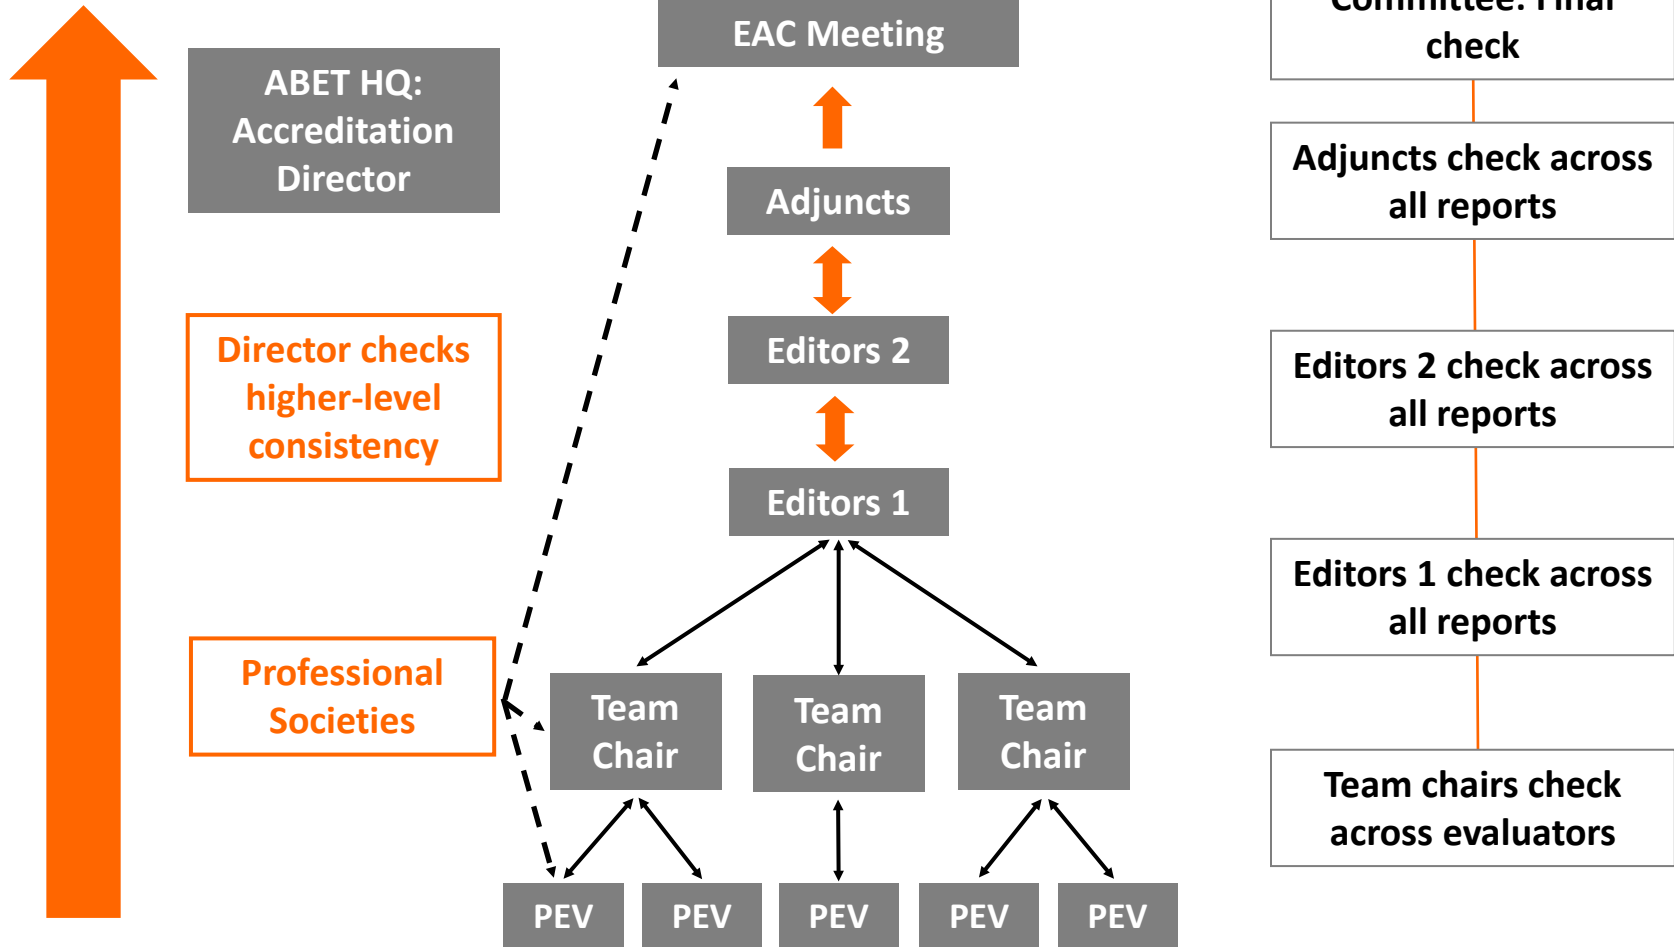 EAC Meeting
Committee: Final
check
ABET HQ:
Accreditation
Director
Adjuncts
Adjuncts check across
all reports
Director checks
higher-level
consistency
Editors 2
Editors 2 check across
all reports
Editors 1
Editors 1 check across
all reports
Professional
Societies
Team
Chair
Team
Chair
Team
Chair
Team chairs check
across evaluators
PEV
PEV
PEV
PEV
PEV